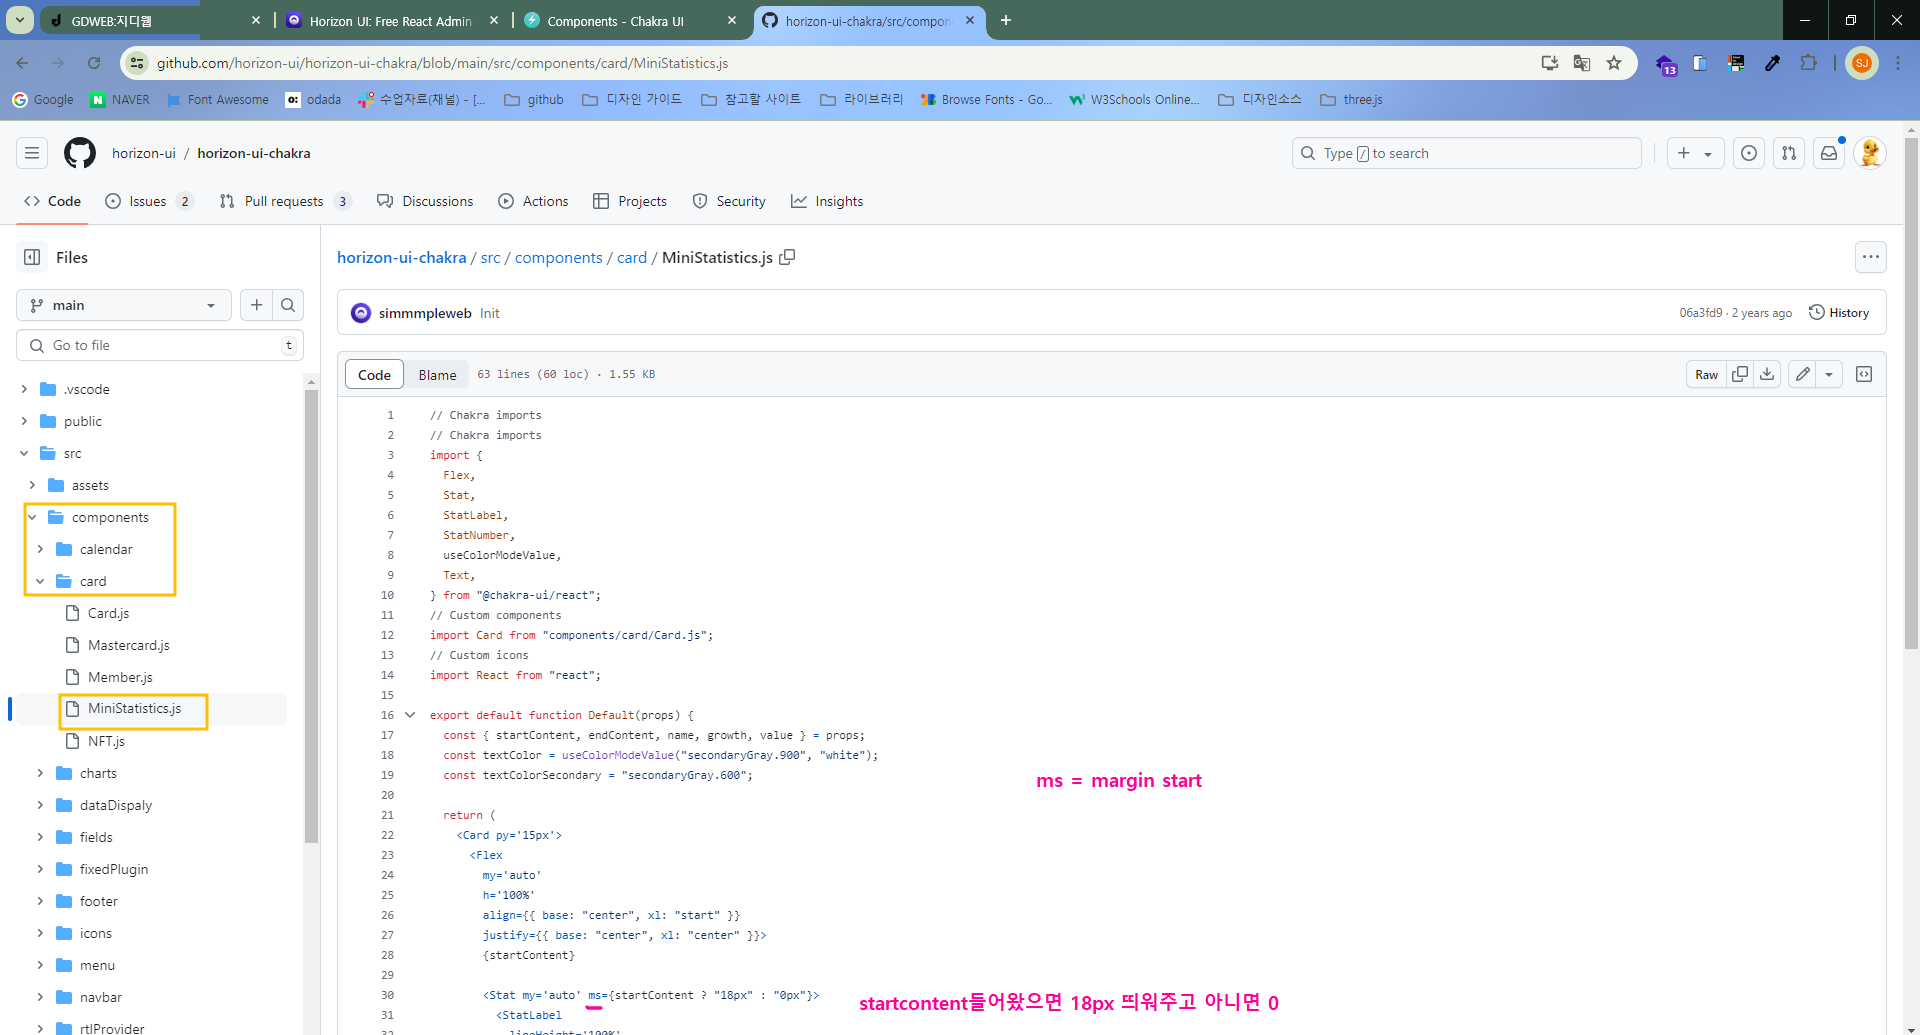 GDWEB:지디웹
Horizon UI: Free React Admin
Components - Chakra UI
horizon-ui-chakra/src/compon
github.com/horizon-ui/horizon-ui-chakra/blob/main/src/components/card/MiniStatistics.js
13
SJ
Google
NAVER
Font Awesome
odada
수업자료(채널) - [...
github
디자인 가이드
참고할 사이트
라이브러리
Browse Fonts - Go...
W3Schools Online...
디자인소스
three.js
horizon-ui / horizon-ui-chakra
Type / to search
Code
Issues 2
Pull requests 3
Discussions
Actions
Projects
Security
Insights
Files
main
Go to file
t
.vscode
public
src
assets
components
calendar
card
Card.js
Mastercard.js
Member.js
MiniStatistics.js
NFT.js
charts
dataDispaly
fields
fixedPlugin
footer
icons
menu
navbar
rtlProvider
horizon-ui-chakra / src / components / card / MiniStatistics.js
simmmpleweb Init
06a3fd9 · 2 years ago
History
Code
Blame
63 lines (60 loc) · 1.55 KB
Raw
1 // Chakra imports
2 // Chakra imports
3 import {
4 Flex,
5 Stat,
6 StatLabel,
7 StatNumber,
8 useColorModeValue,
9 Text,
10 } from "@chakra-ui/react";
11 // Custom components
12 import Card from "components/card/Card.js";
13 // Custom icons
14 import React from "react";
15
16 export default function Default(props) {
17 const { startContent, endContent, name, growth, value } = props;
18 const textColor = useColorModeValue("secondaryGray.900", "white");
19 const textColorSecondary = "secondaryGray.600";
ms = margin start
20
21 return (
22 <Card py='15px'>
23 <Flex
24 my='auto'
25 h='100%'
26 align={{ base: "center", xl: "start" }}
27 justify={{ base: "center", xl: "center" }}>
28 {startContent}
29
30 <Stat my='auto' ms={startContent ? "18px" : "0px"}>
startcontent들어왔으면 18px 띄워주고 아니면 0
31 <StatLabel
32 lineHeight='100%'